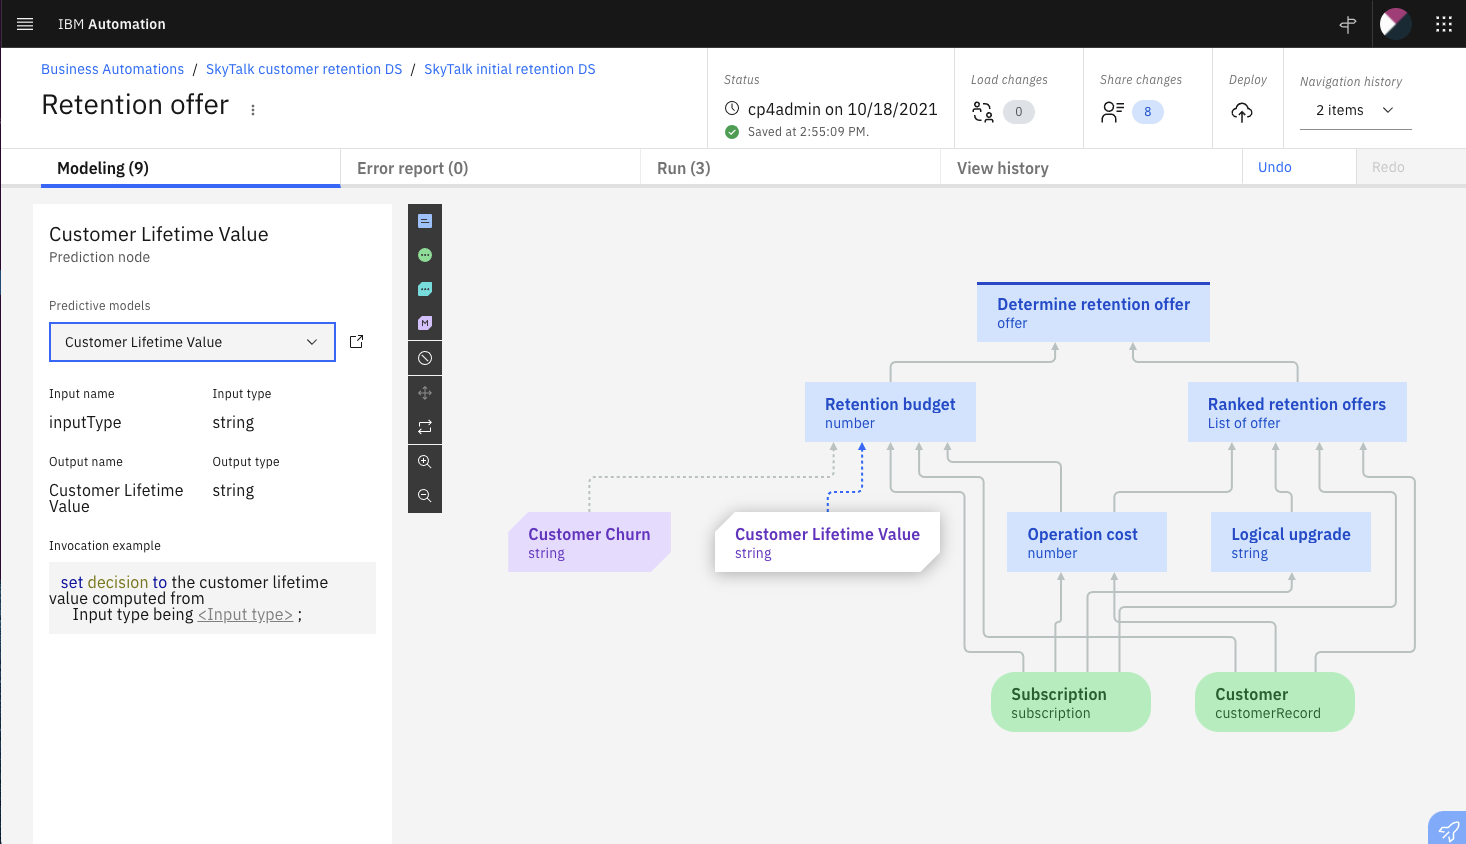 IBM Automation
Business Automations / SkyTalk customer retention DS / SkyTalk initial retention DS
Retention offer
Status
cp4admin on 10/18/2021
Saved at 2:55:09 PM.
Load changes
0
Share changes
8
Deploy
Navigation history
2 items
Modeling (9)
Error report (0)
Run (3)
View history
Undo
Redo
Customer Lifetime Value
Prediction node
Predictive models
Customer Lifetime Value
Input name Input type
inputType string
Output name Output type
Customer Lifetime string
Value
Invocation example
set decision to the customer lifetime
value computed from
Input type being <Input type> ;
M
Determine retention offer
offer
Retention budget
number
Ranked retention offers
List of offer
Customer Churn
string
Customer Lifetime Value
string
Operation cost
number
Logical upgrade
string
Subscription
subscription
Customer
customerRecord